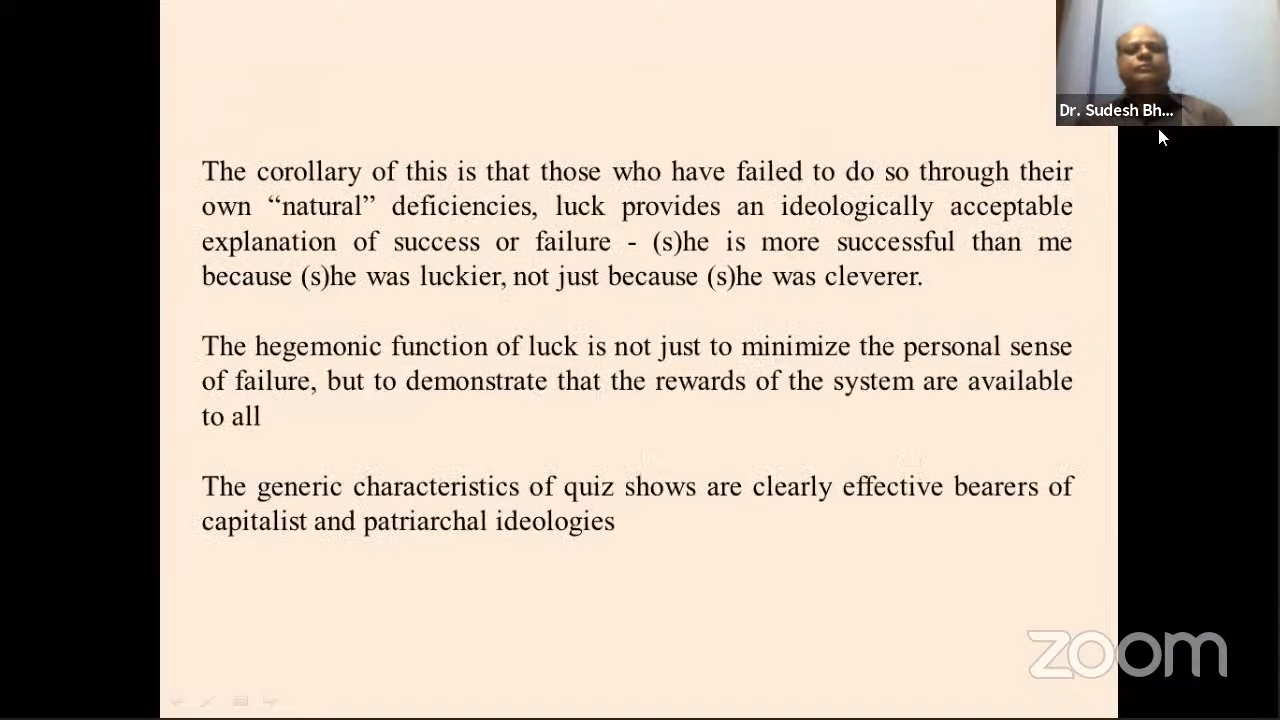 Dr. Sudesh Bh...
The corollary of this is that those who have failed to do so through their
own “natural” deficiencies, luck provides an ideologically acceptable
explanation of success or failure - (s)he is more successful than me
because (s)he was luckier, not just because (s)he was cleverer.
The hegemonic function of luck is not just to minimize the personal sense
of failure, but to demonstrate that the rewards of the system are available
to all
The generic characteristics of quiz shows are clearly effective bearers of
capitalist and patriarchal ideologies
zoom